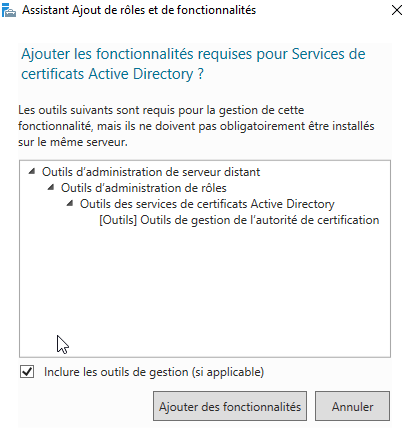 Assistant Ajout de rôles et de fonctionnalités
Ajouter les fonctionnalités requises pour Services de
certificats Active Directory ?
Les outils suivants sont requis pour la gestion de cette
fonctionnalité, mais ils ne doivent pas obligatoirement être installés
sur le même serveur.
Outils d’administration de serveur distant
Outils d’administration de rôles
Outils des services de certificats Active Directory
[Outils] Outils de gestion de l’autorité de certification
Inclure les outils de gestion (si applicable)
Ajouter des fonctionnalités
Annuler